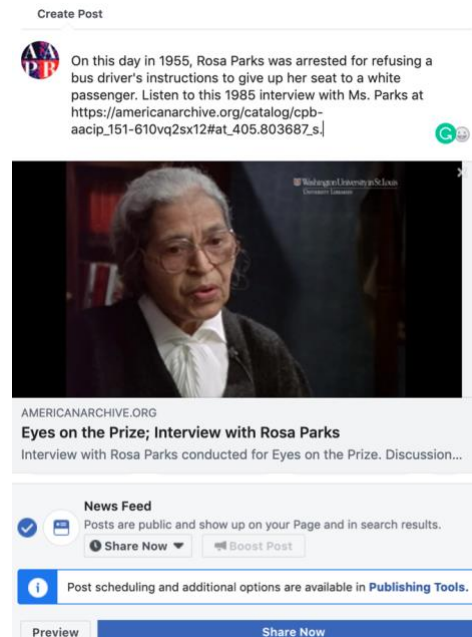 Create Post
AA
PB
On this day in 1955, Rosa Parks was arrested for refusing a
bus driver's instructions to give up her seat to a white
passenger. Listen to this 1985 interview with Ms. Parks at
https://americanarchive.org/catalog/cpb-
aacip_151-610vq2sx12#at_405.803687_s.
Washington University in St. Louis
University Libraries
AMERICANARCHIVE.ORG
Eyes on the Prize; Interview with Rosa Parks
Interview with Rosa Parks conducted for Eyes on the Prize. Discussion...
News Feed
Posts are public and show up on your Page and in search results.
Share Now
Boost Post
Post scheduling and additional options are available in Publishing Tools.
Preview
Share Now